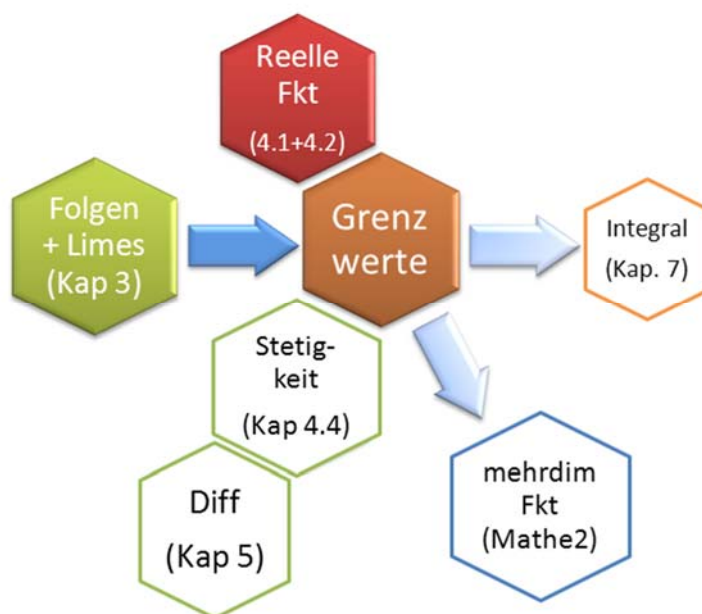 Reelle
Fkt
(4.1+4.2)
Folgen
+ Limes
(Kap 3)
Grenz
werte
Integral
(Kap. 7)
Stetig-
keit
(Kap 4.4)
Diff
(Kap 5)
mehrdim
Fkt
(Mathe2)